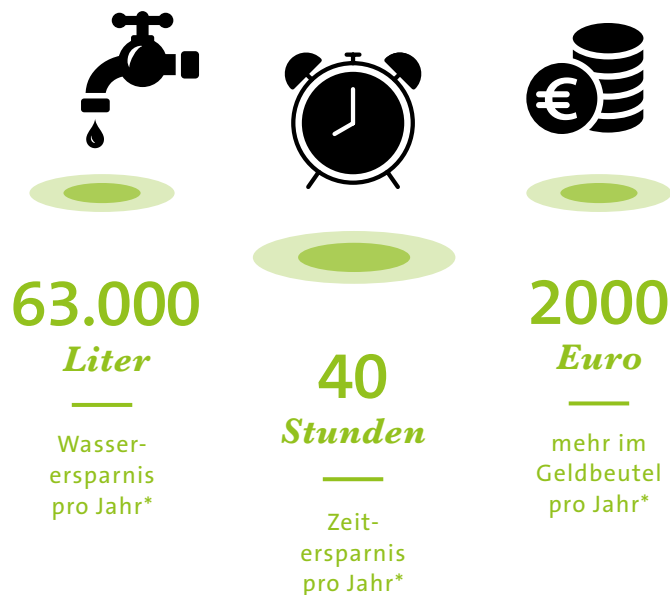 63.000
Liter
Wasser-
ersparnis
pro Jahr*
40
Stunden
Zeit-
ersparnis
pro Jahr*
2000
Euro
mehr im
Geldbeutel
pro Jahr*
€